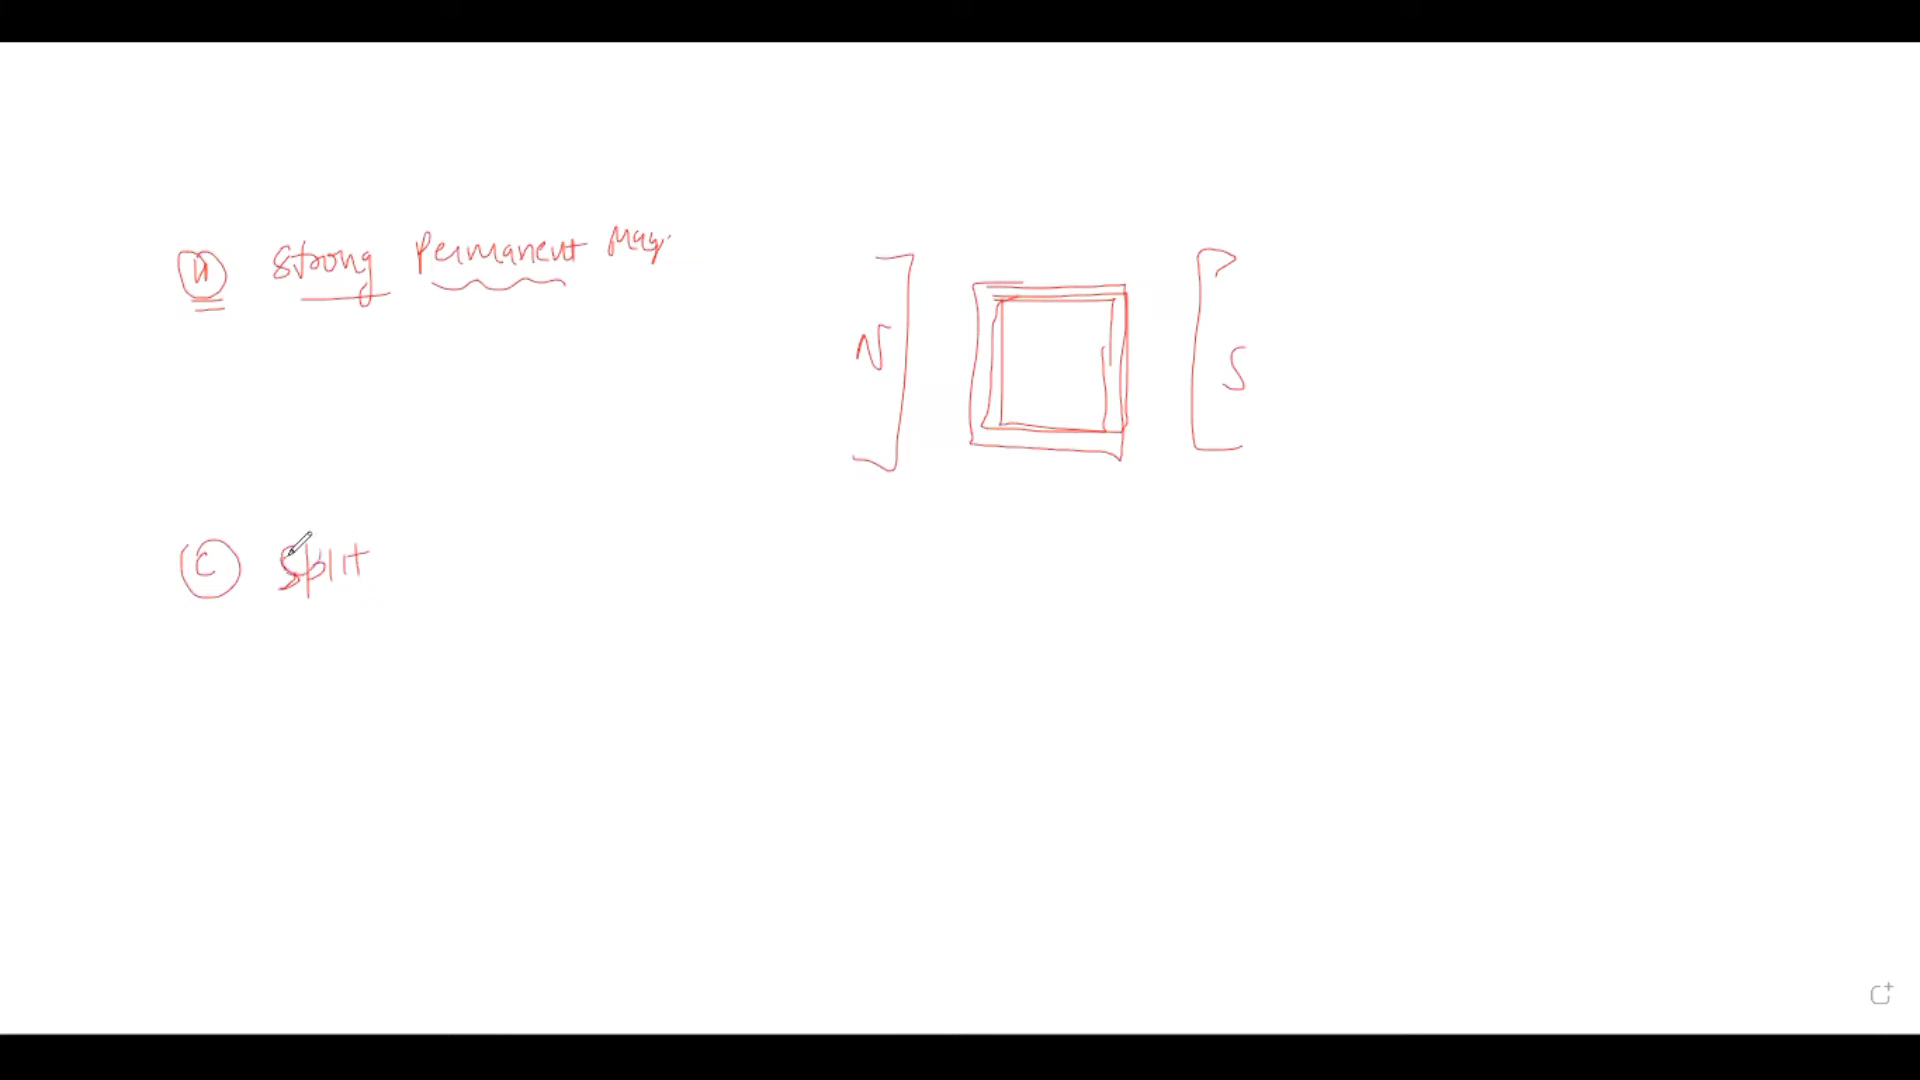 Strong Permanent Mag.
N
S
C Split